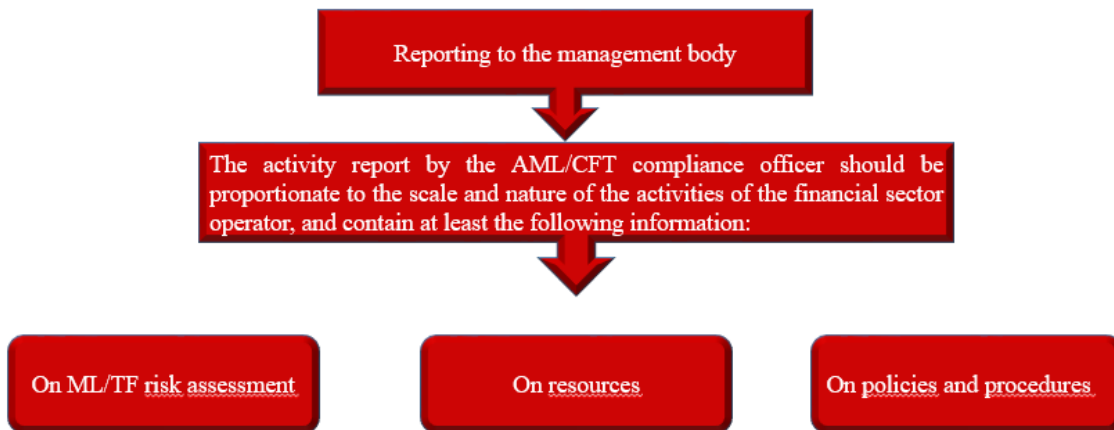 Reporting to the management body
The activity report by the AML/CFT compliance officer should be
proportionate to the scale and nature of the activities of the financial sector
operator, and contain at least the following information:
On ML/TF risk assessment
On resources
On policies and procedures